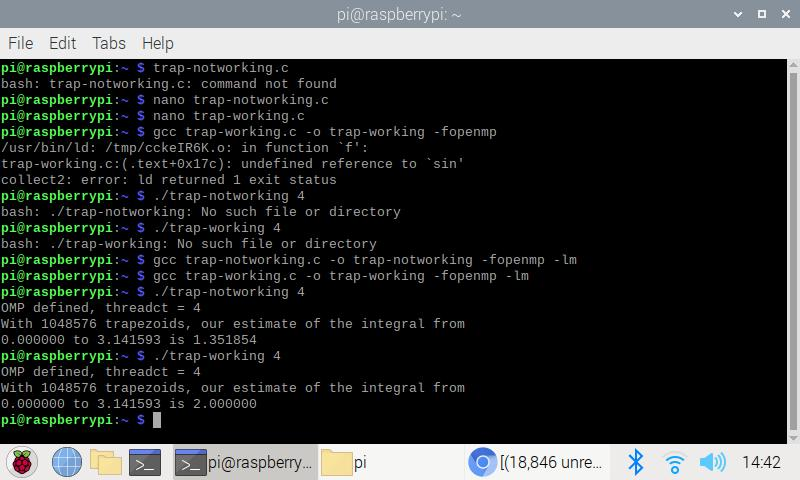 pi@raspberrypi: ~
File Edit Tabs Help
pi@raspberrypi:~ $ trap-notworking.c
bash: trap-notworking.c: command not found
pi@raspberrypi:~ $ nano trap-notworking.c
pi@raspberrypi:~ $ nano trap-working.c
pi@raspberrypi:~ $ gcc trap-working.c -o trap-working -fopenmp
/usr/bin/ld: /tmp/cckeIR6K.o: in function `f':
trap-working.c:(.text+0x17c): undefined reference to `sin'
collect2: error: ld returned 1 exit status
pi@raspberrypi:~ $ ./trap-notworking 4
bash: ./trap-notworking: No such file or directory
pi@raspberrypi:~ $ ./trap-working 4
bash: ./trap-working: No such file or directory
pi@raspberrypi:~ $ gcc trap-notworking.c -o trap-notworking -fopenmp -lm
pi@raspberrypi:~ $ gcc trap-working.c -o trap-working -fopenmp -lm
pi@raspberrypi:~ $ ./trap-notworking 4
OMP defined, threadct = 4
With 1048576 trapezoids, our estimate of the integral from
0.000000 to 3.141593 is 1.351854
pi@raspberrypi:~ $ ./trap-working 4
OMP defined, threadct = 4
With 1048576 trapezoids, our estimate of the integral from
0.000000 to 3.141593 is 2.000000
pi@raspberrypi:~ $
>_ >_ pi@raspberry... pi [(18,846 unre... 14:42